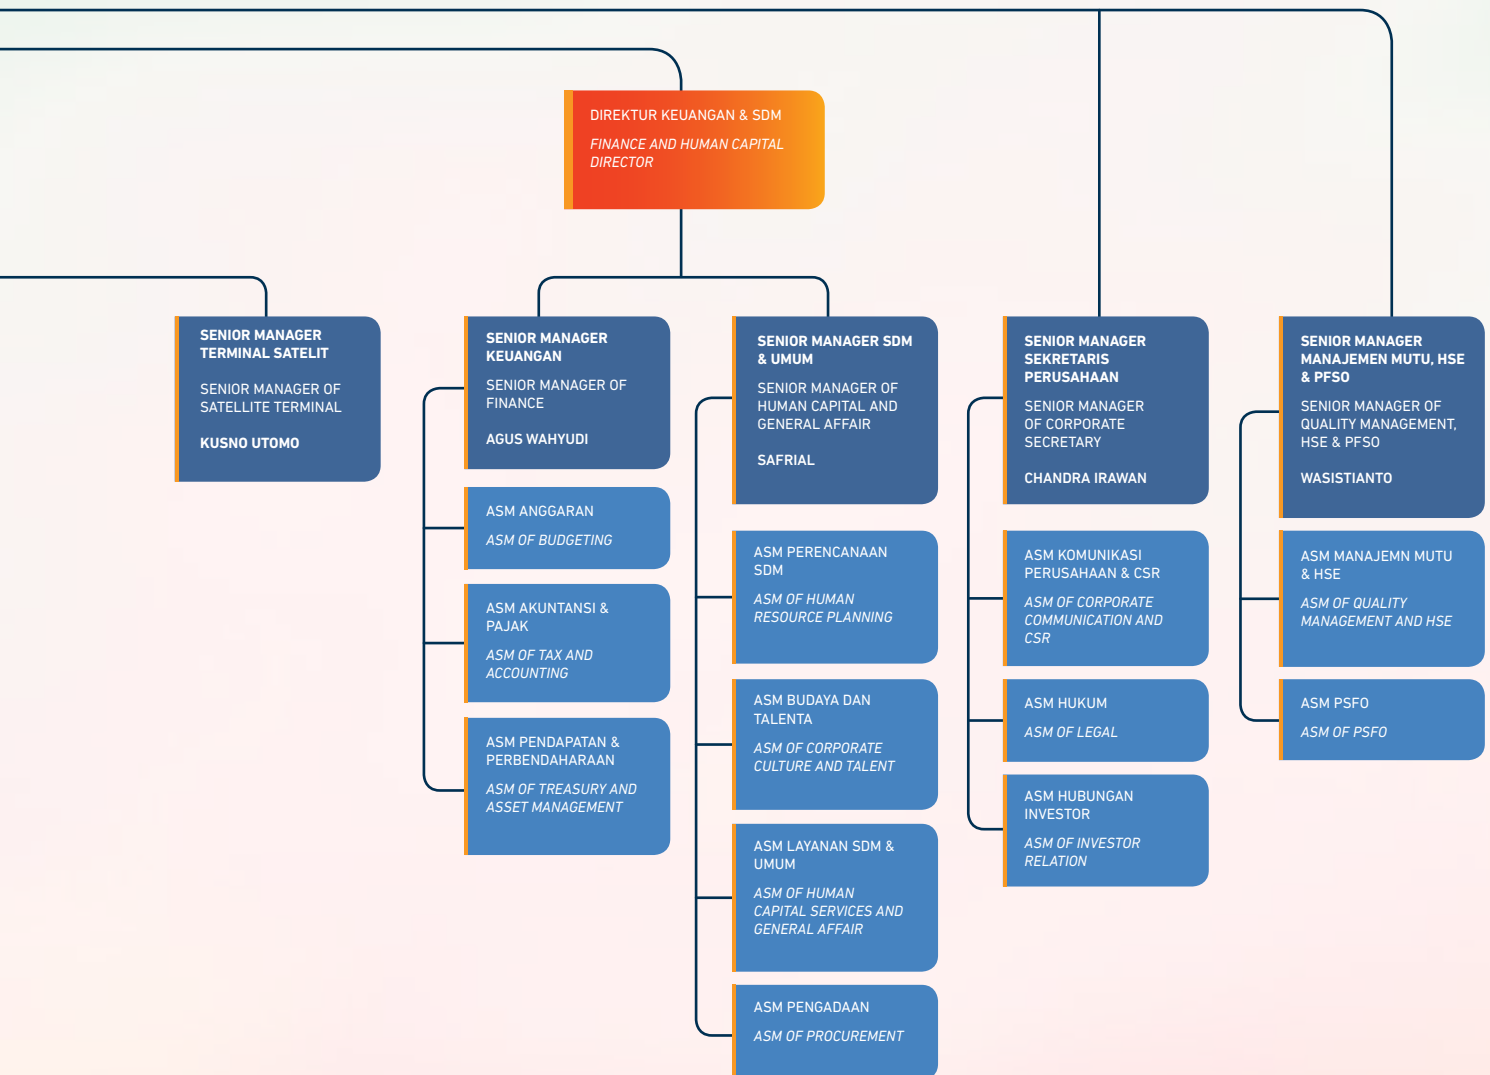 DIREKTUR KEUANGAN & SDM
FINANCE AND HUMAN CAPITAL
DIRECTOR
SENIOR MANAGER
TERMINAL SATELIT
SENIOR MANAGER OF
SATELLITE TERMINAL
KUSNO UTOMO
SENIOR MANAGER
KEUANGAN
SENIOR MANAGER OF
FINANCE
AGUS WAHYUDI
ASM ANGGARAN
ASM OF BUDGETING
ASM AKUNTANSI &
PAJAK
ASM OF TAX AND
ACCOUNTING
ASM PENDAPATAN &
PERBENDAHARAAN
ASM OF TREASURY AND
ASSET MANAGEMENT
SENIOR MANAGER SDM
& UMUM
SENIOR MANAGER OF
HUMAN CAPITAL AND
GENERAL AFFAIR
SAFRIAL
ASM PERENCANAAN
SDM
ASM OF HUMAN
RESOURCE PLANNING
ASM BUDAYA DAN
TALENTA
ASM OF CORPORATE
CULTURE AND TALENT
ASM LAYANAN SDM &
UMUM
ASM OF HUMAN
CAPITAL SERVICES AND
GENERAL AFFAIR
ASM PENGADAAN
ASM OF PROCUREMENT
SENIOR MANAGER
SEKRETARIS
PERUSAHAAN
SENIOR MANAGER
OF CORPORATE
SECRETARY
CHANDRA IRAWAN
ASM KOMUNIKASI
PERUSAHAAN & CSR
ASM OF CORPORATE
COMMUNICATION AND
CSR
ASM HUKUM
ASM OF LEGAL
ASM HUBUNGAN
INVESTOR
ASM OF INVESTOR
RELATION
SENIOR MANAGER
MANAJEMEN MUTU, HSE
& PFSO
SENIOR MANAGER OF
QUALITY MANAGEMENT,
HSE & PFSO
WASISTIANTO
ASM MANAJEMN MUTU
& HSE
ASM OF QUALITY
MANAGEMENT AND HSE
ASM PSFO
ASM OF PSFO